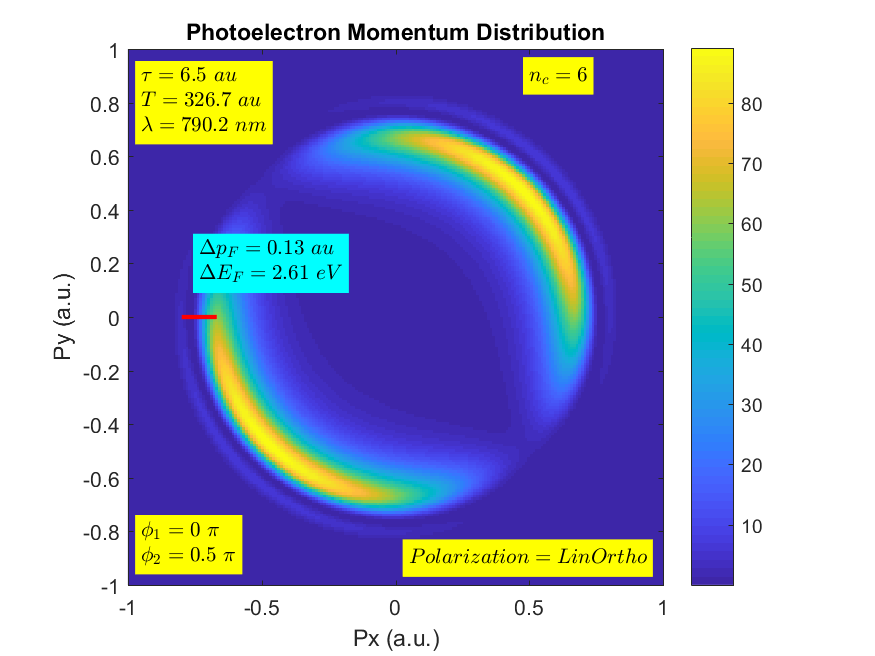 Photoelectron Momentum Distribution
τ = 6.5 au
T = 326.7 au
λ = 790.2 nm
n_c = 6
Δp_F = 0.13 au
ΔE_F = 2.61 eV
ϕ_1 = 0 π
ϕ_2 = 0.5 π
Polarization = LinOrtho
1
0.8
0.6
0.4
0.2
0
-0.2
-0.4
-0.6
-0.8
-1
Py (a.u.)
-1
-0.5
0
0.5
1
Px (a.u.)
80
70
60
50
40
30
20
10